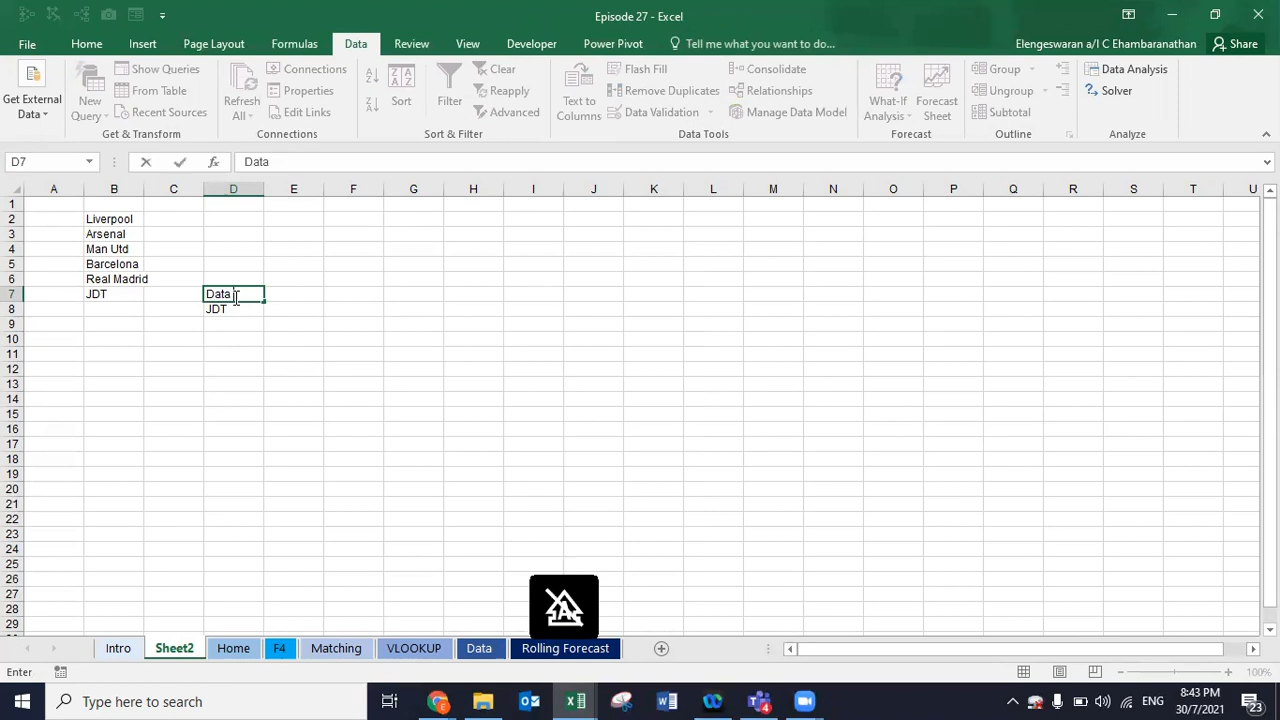 Episode 27 - Excel
File Home Insert Page Layout Formulas Data Review View Developer Power Pivot Tell me what you want to do... Elengeswaran a/l C Ehambaranathan Share
Get External Data
New Query
Show Queries
From Table
Recent Sources
Get & Transform
Refresh All
Connections
Properties
Edit Links
Connections
Sort
Filter
Clear
Reapply
Advanced
Sort & Filter
Text to Columns
Flash Fill
Remove Duplicates
Data Validation
Consolidate
Relationships
Manage Data Model
Data Tools
What-If Analysis
Forecast Sheet
Forecast
Group
Ungroup
Subtotal
Outline
Data Analysis
Solver
Analyze
D7 fx Data
A B C D E F G H I J K L M N O P Q R S T U
1
2 Liverpool
3 Arsenal
4 Man Utd
5 Barcelona
6 Real Madrid
7 JDT Data
8 JDT
9
10
11
12
13
14
15
16
17
18
19
20
21
22
23
24
25
26
27
28
29
A
Intro Sheet2 Home F4 Matching VLOOKUP Data Rolling Forecast
Enter 100%
Type here to search 4 ENG 8:43 PM
30/7/2021 23